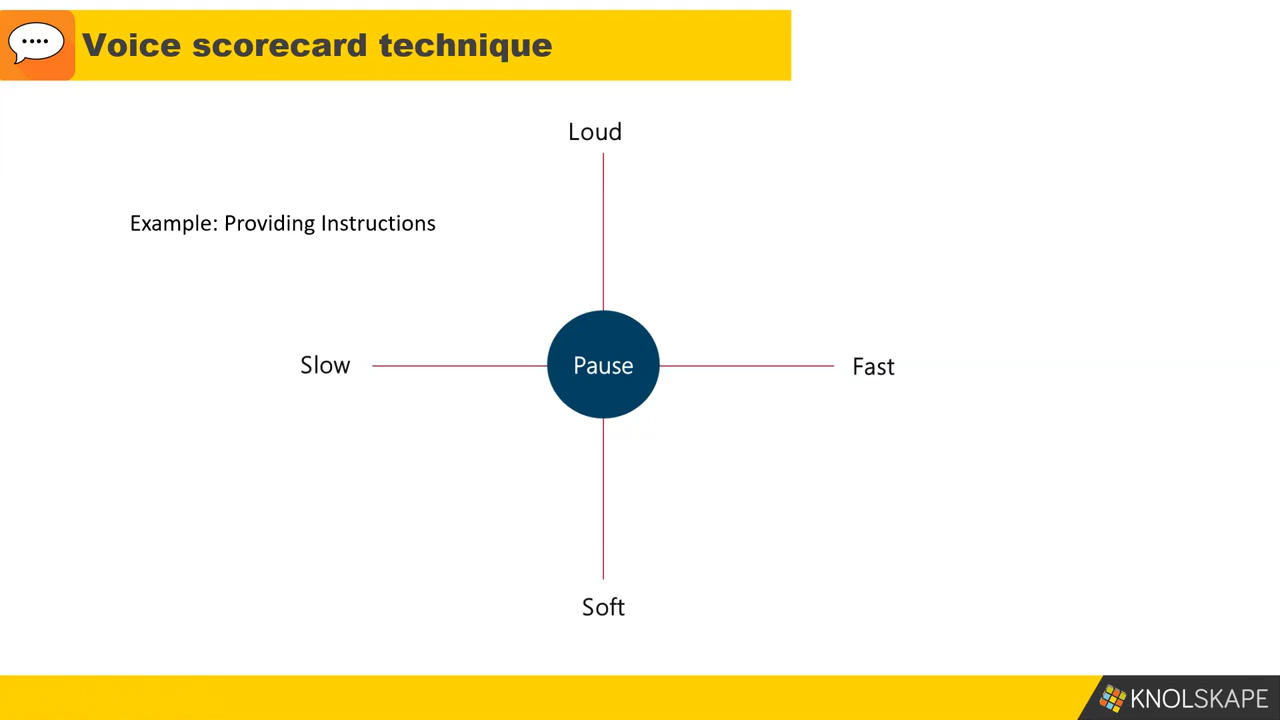 Voice scorecard technique
Loud
Example: Providing Instructions
Slow
Pause
Fast
Soft
KNOLSKAPE